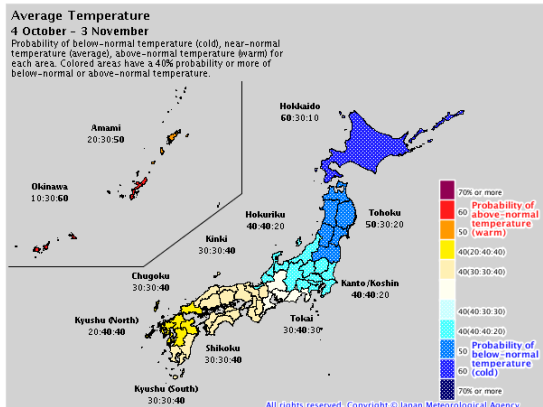 Average Temperature
4 October - 3 November
Probability of below-normal temperature (cold), near-normal
temperature (average), above-normal temperature (warm) for
each area. Colored areas have a 40% probability or more of
below-normal or above-normal temperature.
Hokkaido
60:30:10
Amami
20:30:50
Okinawa
10:30:60
Hokuriku
40:40:20
Tohoku
50:30:20
Kinki
30:30:40
Chugoku
30:30:40
Kanto/Koshin
40:40:20
Kyushu (North)
20:40:40
Tokai
30:40:30
Shikoku
30:30:40
Kyushu (South)
30:30:40
70% or more
60
50
40(20:40:40)
40(30:30:40)
40(40:30:30)
40(40:40:20)
50
60
70% or more
Probability of
above-normal
temperature
(warm)
Probability of
below-normal
temperature
(cold)
All rights reserved. Copyright © Japan Meteorological Agency